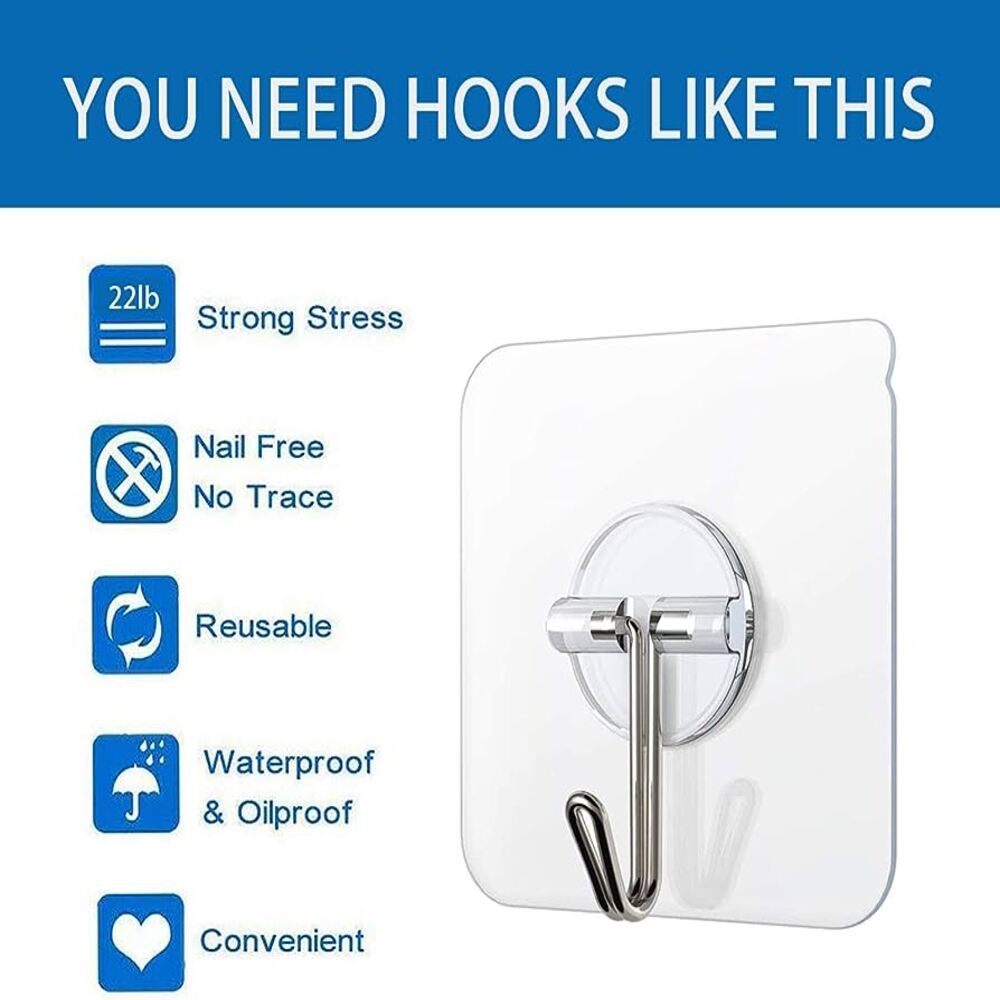 YOU NEED HOOKS LIKE THIS
22lb
Strong Stress
Nail Free
No Trace
Reusable
Waterproof
& Oilproof
Convenient